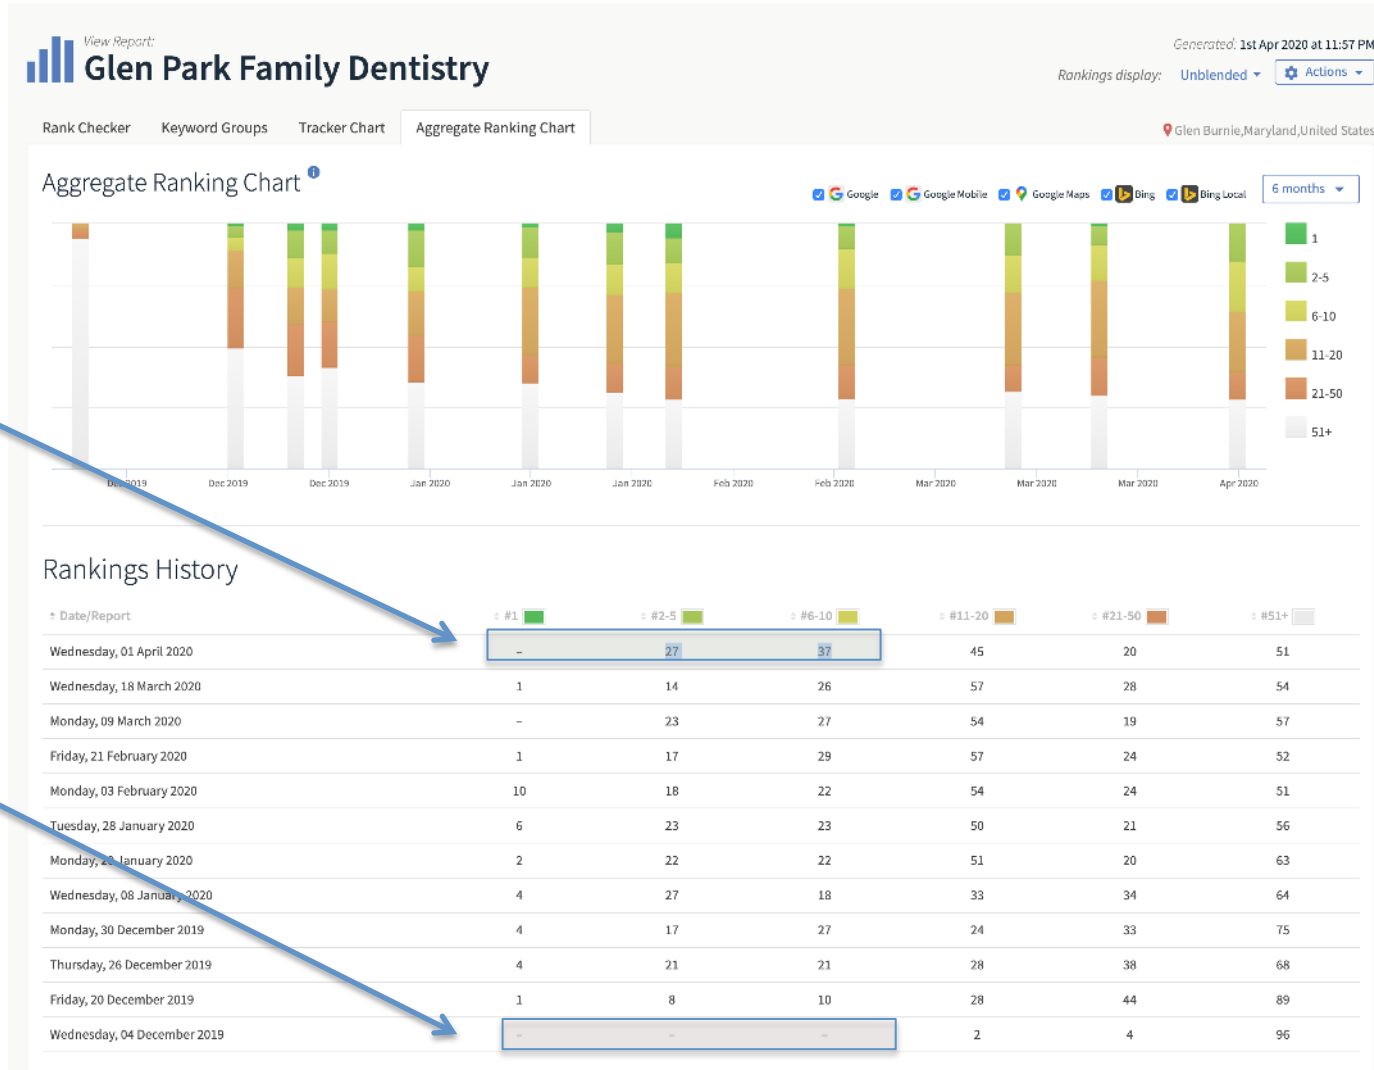 View Report:
Glen Park Family Dentistry
Generated: 1st Apr 2020 at 11:57 PM
Rankings display: Unblended Actions
Rank Checker Keyword Groups Tracker Chart Aggregate Ranking Chart
Glen Burnie,Maryland,United States
Aggregate Ranking Chart
Google Google Mobile Google Maps Bing Bing Local 6 months
1
2-5
6-10
11-20
21-50
51+
Dec 2019 Dec 2019 Dec 2019 Jan 2020 Jan 2020 Jan 2020 Feb 2020 Feb 2020 Mar 2020 Mar 2020 Mar 2020 Apr 2020
Rankings History
Date/Report #1 #2-5 #6-10 #11-20 #21-50 #51+
Wednesday, 01 April 2020 – 27 37 45 20 51
Wednesday, 18 March 2020 1 14 26 57 28 54
Monday, 09 March 2020 – 23 27 54 19 57
Friday, 21 February 2020 1 17 29 57 24 52
Monday, 03 February 2020 10 18 22 54 24 51
Tuesday, 28 January 2020 6 23 23 50 21 56
Monday, 20 January 2020 2 22 22 51 20 63
Wednesday, 08 January 2020 4 27 18 33 34 64
Monday, 30 December 2019 4 17 27 24 33 75
Thursday, 26 December 2019 4 21 21 28 38 68
Friday, 20 December 2019 1 8 10 28 44 89
Wednesday, 04 December 2019 – – – 2 4 96